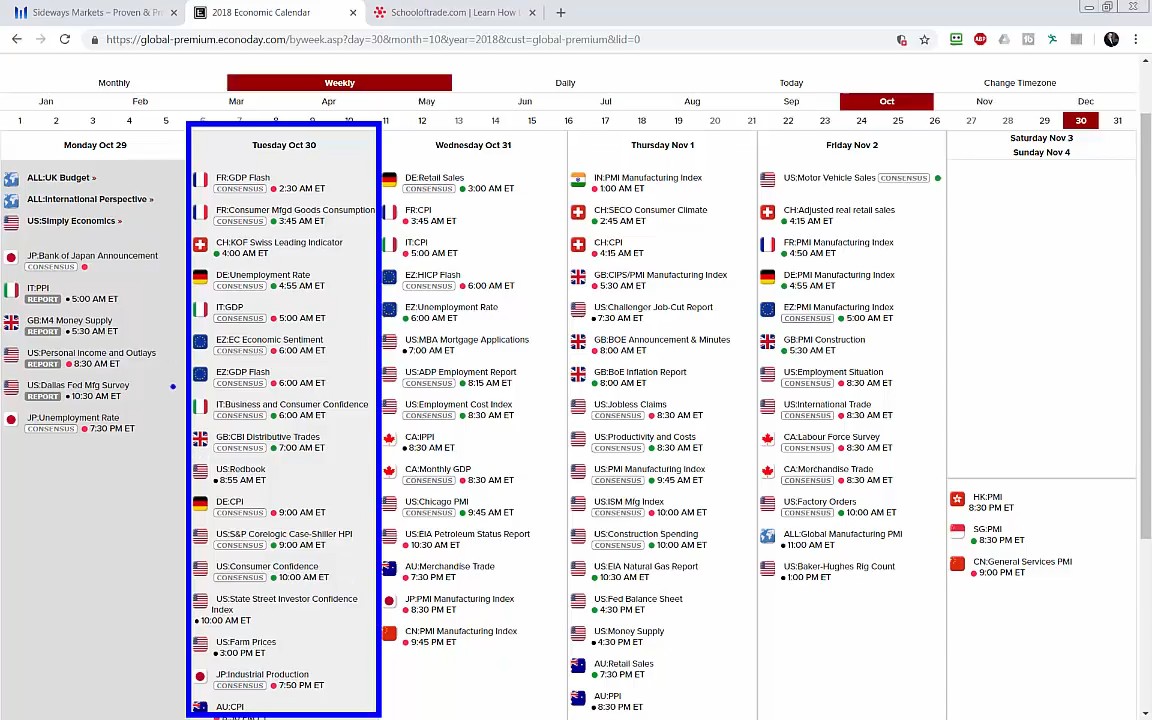 Sideways Markets – Proven & Pr
2018 Economic Calendar
Schooloftrade.com | Learn How
https://global-premium.econoday.com/byweek.asp?day=30&month=10&year=2018&cust=global-premium&lid=0
Monthly Weekly Daily Today Change Timezone
Jan Feb Mar Apr May Jun Jul Aug Sep Oct Nov Dec
1 2 3 4 5 6 7 8 9 10 11 12 13 14 15 16 17 18 19 20 21 22 23 24 25 26 27 28 29 30 31
Monday Oct 29
ALL:UK Budget »
ALL:International Perspective »
US:Simply Economics »
JP:Bank of Japan Announcement
CONSENSUS
IT:PPI
REPORT 5:00 AM ET
GB:M4 Money Supply
REPORT 5:30 AM ET
US:Personal Income and Outlays
REPORT 8:30 AM ET
US:Dallas Fed Mfg Survey
REPORT 10:30 AM ET
JP:Unemployment Rate
CONSENSUS 7:30 PM ET
Tuesday Oct 30
FR:GDP Flash
CONSENSUS 2:30 AM ET
FR:Consumer Mfgd Goods Consumption
CONSENSUS 3:45 AM ET
CH:KOF Swiss Leading Indicator
4:00 AM ET
DE:Unemployment Rate
CONSENSUS 4:55 AM ET
IT:GDP
CONSENSUS 5:00 AM ET
EZ:EC Economic Sentiment
CONSENSUS 6:00 AM ET
EZ:GDP Flash
CONSENSUS 6:00 AM ET
IT:Business and Consumer Confidence
CONSENSUS 6:00 AM ET
GB:CBI Distributive Trades
CONSENSUS 7:00 AM ET
US:Redbook
8:55 AM ET
DE:CPI
CONSENSUS 9:00 AM ET
US:S&P Corelogic Case-Shiller HPI
CONSENSUS 9:00 AM ET
US:Consumer Confidence
CONSENSUS 10:00 AM ET
US:State Street Investor Confidence
Index
10:00 AM ET
US:Farm Prices
3:00 PM ET
JP:Industrial Production
CONSENSUS 7:50 PM ET
AU:CPI
8:30 PM ET
Wednesday Oct 31
DE:Retail Sales
CONSENSUS 3:00 AM ET
FR:CPI
3:45 AM ET
IT:CPI
5:00 AM ET
EZ:HICP Flash
CONSENSUS 6:00 AM ET
EZ:Unemployment Rate
6:00 AM ET
US:MBA Mortgage Applications
7:00 AM ET
US:ADP Employment Report
CONSENSUS 8:15 AM ET
US:Employment Cost Index
CONSENSUS 8:30 AM ET
CA:IPPI
8:30 AM ET
CA:Monthly GDP
CONSENSUS 8:30 AM ET
US:Chicago PMI
CONSENSUS 9:45 AM ET
US:EIA Petroleum Status Report
10:30 AM ET
AU:Merchandise Trade
7:30 PM ET
JP:PMI Manufacturing Index
8:30 PM ET
CN:PMI Manufacturing Index
9:45 PM ET
Thursday Nov 1
IN:PMI Manufacturing Index
1:00 AM ET
CH:SECO Consumer Climate
2:45 AM ET
CH:CPI
4:15 AM ET
GB:CIPS/PMI Manufacturing Index
5:30 AM ET
US:Challenger Job-Cut Report
7:30 AM ET
GB:BOE Announcement & Minutes
8:00 AM ET
GB:BoE Inflation Report
8:00 AM ET
US:Jobless Claims
CONSENSUS 8:30 AM ET
US:Productivity and Costs
CONSENSUS 8:30 AM ET
US:PMI Manufacturing Index
CONSENSUS 9:45 AM ET
US:ISM Mfg Index
CONSENSUS 10:00 AM ET
US:Construction Spending
CONSENSUS 10:00 AM ET
US:EIA Natural Gas Report
10:30 AM ET
US:Fed Balance Sheet
4:30 PM ET
US:Money Supply
4:30 PM ET
AU:Retail Sales
7:30 PM ET
AU:PPI
8:30 PM ET
Friday Nov 2
US:Motor Vehicle Sales CONSENSUS
CH:Adjusted real retail sales
4:15 AM ET
FR:PMI Manufacturing Index
4:50 AM ET
DE:PMI Manufacturing Index
4:55 AM ET
EZ:PMI Manufacturing Index
CONSENSUS 5:00 AM ET
GB:PMI Construction
5:30 AM ET
US:Employment Situation
CONSENSUS 8:30 AM ET
US:International Trade
CONSENSUS 8:30 AM ET
CA:Labour Force Survey
CONSENSUS 8:30 AM ET
CA:Merchandise Trade
CONSENSUS 8:30 AM ET
US:Factory Orders
CONSENSUS 10:00 AM ET
ALL:Global Manufacturing PMI
11:00 AM ET
US:Baker-Hughes Rig Count
1:00 PM ET
Saturday Nov 3
Sunday Nov 4
HK:PMI
8:30 PM ET
SG:PMI
8:30 PM ET
CN:General Services PMI
9:00 PM ET